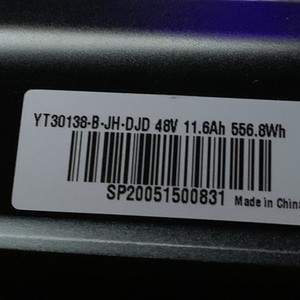 YT30138-B-JH-DJD 48V 11.6Ah 556.8Wh
SP20051500831 Made in China